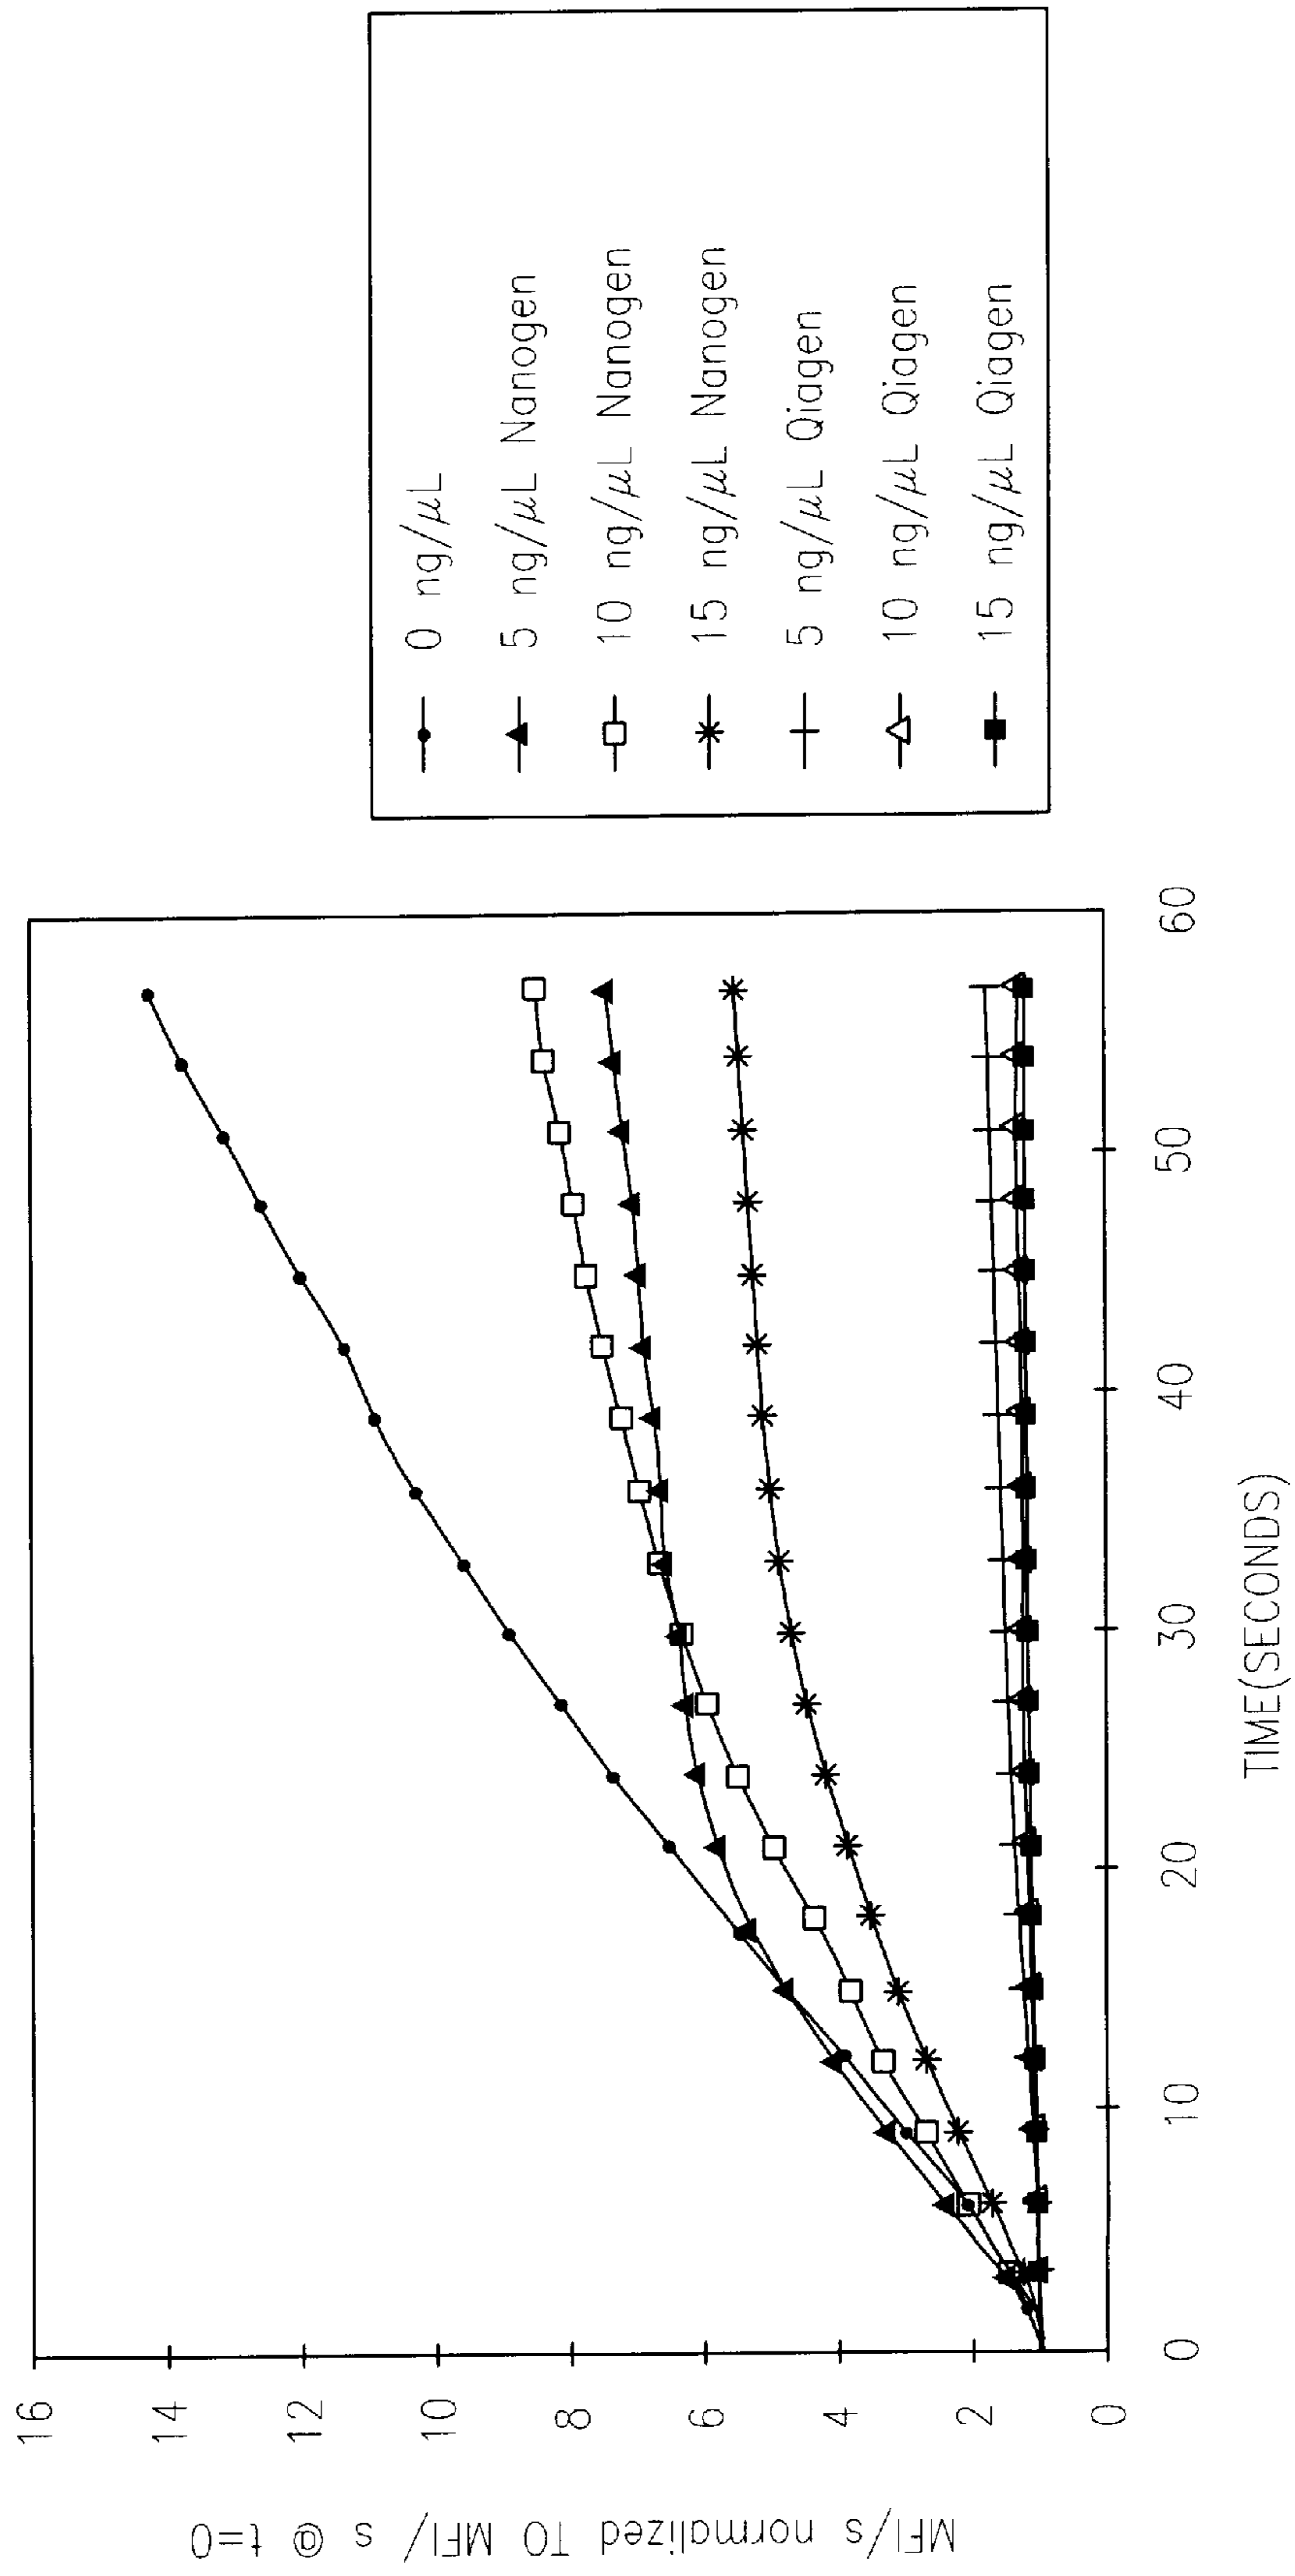 MFI/s normalized TO MFI/ s @ t=0
16
14
12
10
8
6
4
2
0
0
10
20
30
40
50
60
TIME(SECONDS)
0 ng/μL
5 ng/μL Nanogen
10 ng/μL Nanogen
15 ng/μL Nanogen
5 ng/μL Qiagen
10 ng/μL Qiagen
15 ng/μL Qiagen